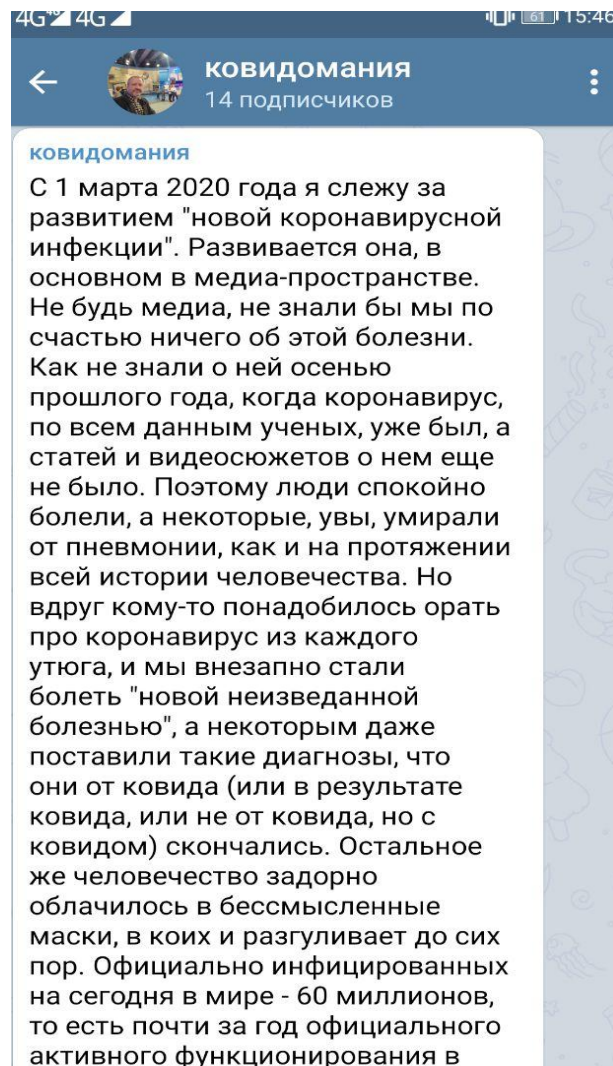 4G 4G 61 15:46
ковидомания
14 подписчиков
ковидомания
С 1 марта 2020 года я слежу за
развитием "новой коронавирусной
инфекции". Развивается она, в
основном в медиа-пространстве.
Не будь медиа, не знали бы мы по
счастью ничего об этой болезни.
Как не знали о ней осенью
прошлого года, когда коронавирус,
по всем данным ученых, уже был, а
статей и видеосюжетов о нем еще
не было. Поэтому люди спокойно
болели, а некоторые, увы, умирали
от пневмонии, как и на протяжении
всей истории человечества. Но
вдруг кому-то понадобилось орать
про коронавирус из каждого
утюга, и мы внезапно стали
болеть "новой неизведанной
болезнью", а некоторым даже
поставили такие диагнозы, что
они от ковида (или в результате
ковида, или не от ковида, но с
ковидом) скончались. Остальное
же человечество задорно
облачилось в бессмысленные
маски, в коих и разгуливает до сих
пор. Официально инфицированных
на сегодня в мире - 60 миллионов,
то есть почти за год официального
активного функционирования в